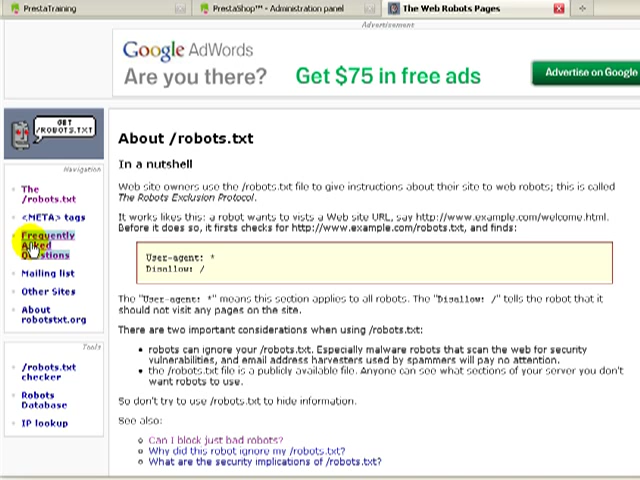 PrestaTraining
PrestaShop™ - Administration panel
The Web Robots Pages
Advertisement
Google AdWords
Are you there?
Get $75 in free ads
Advertise on Google
GET
/ROBOTS.TXT
Navigation
The
/robots.txt
<META> tags
Frequently
Asked
Questions
Mailing list
Other Sites
About
robotstxt.org
Tools
/robots.txt
checker
Robots
Database
IP lookup
About /robots.txt
In a nutshell
Web site owners use the /robots.txt file to give instructions about their site to web robots; this is called
The Robots Exclusion Protocol.
It works likes this: a robot wants to vists a Web site URL, say http://www.example.com/welcome.html.
Before it does so, it firsts checks for http://www.example.com/robots.txt, and finds:
User-agent: *
Disallow: /
The "User-agent: *" means this section applies to all robots. The "Disallow: /" tells the robot that it
should not visit any pages on the site.
There are two important considerations when using /robots.txt:
robots can ignore your /robots.txt. Especially malware robots that scan the web for security
vulnerabilities, and email address harvesters used by spammers will pay no attention.
the /robots.txt file is a publicly available file. Anyone can see what sections of your server you don't
want robots to use.
So don't try to use /robots.txt to hide information.
See also:
Can I block just bad robots?
Why did this robot ignore my /robots.txt?
What are the security implications of /robots.txt?